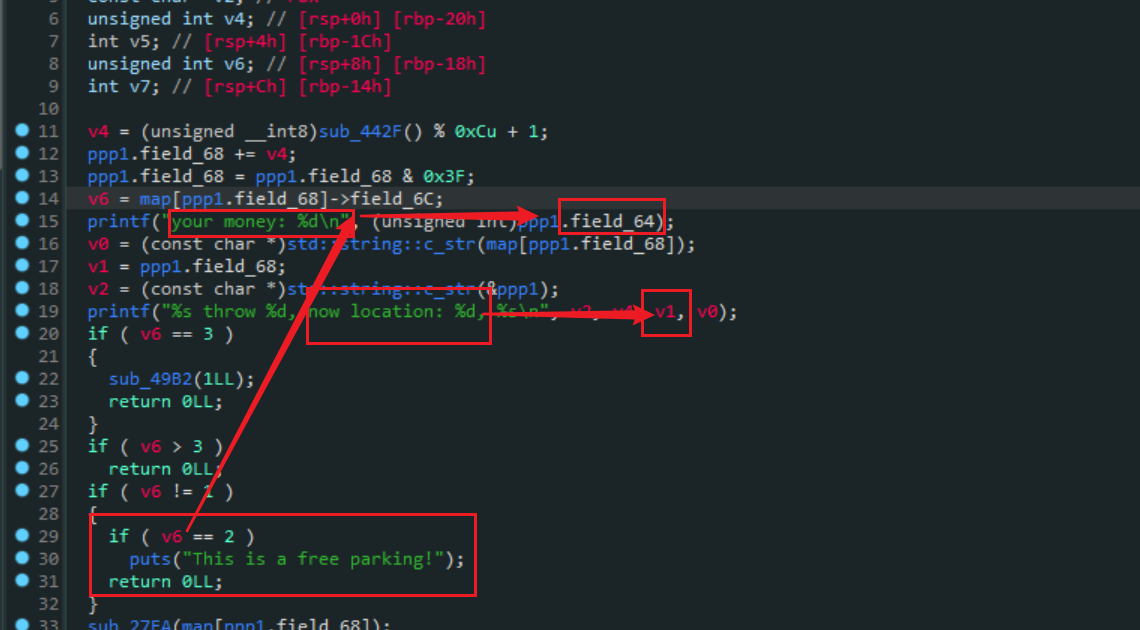 6 unsigned int v4; // [rsp+0h] [rbp-20h]
7 int v5; // [rsp+4h] [rbp-1Ch]
8 unsigned int v6; // [rsp+8h] [rbp-18h]
9 int v7; // [rsp+Ch] [rbp-14h]
10
11 v4 = (unsigned __int8)sub_442F() % 0xCu + 1;
12 ppp1.field_68 += v4;
13 ppp1.field_68 = ppp1.field_68 & 0x3F;
14 v6 = map[ppp1.field_68]->field_6C;
15 printf("your money: %d\n", (unsigned int)ppp1.field_64);
16 v0 = (const char *)std::string::c_str(map[ppp1.field_68]);
17 v1 = ppp1.field_68;
18 v2 = (const char *)std::string::c_str(&ppp1);
19 printf("%s throw %d, now location: %d, %s\n", v2, v4, v1, v0);
20 if ( v6 == 3 )
21 {
22 sub_49B2(1LL);
23 return 0LL;
24 }
25 if ( v6 > 3 )
26 return 0LL;
27 if ( v6 != 1 )
28 {
29 if ( v6 == 2 )
30 puts("This is a free parking!");
31 return 0LL;
32 }
33 sub_27EA(map[ppp1.field_68]);